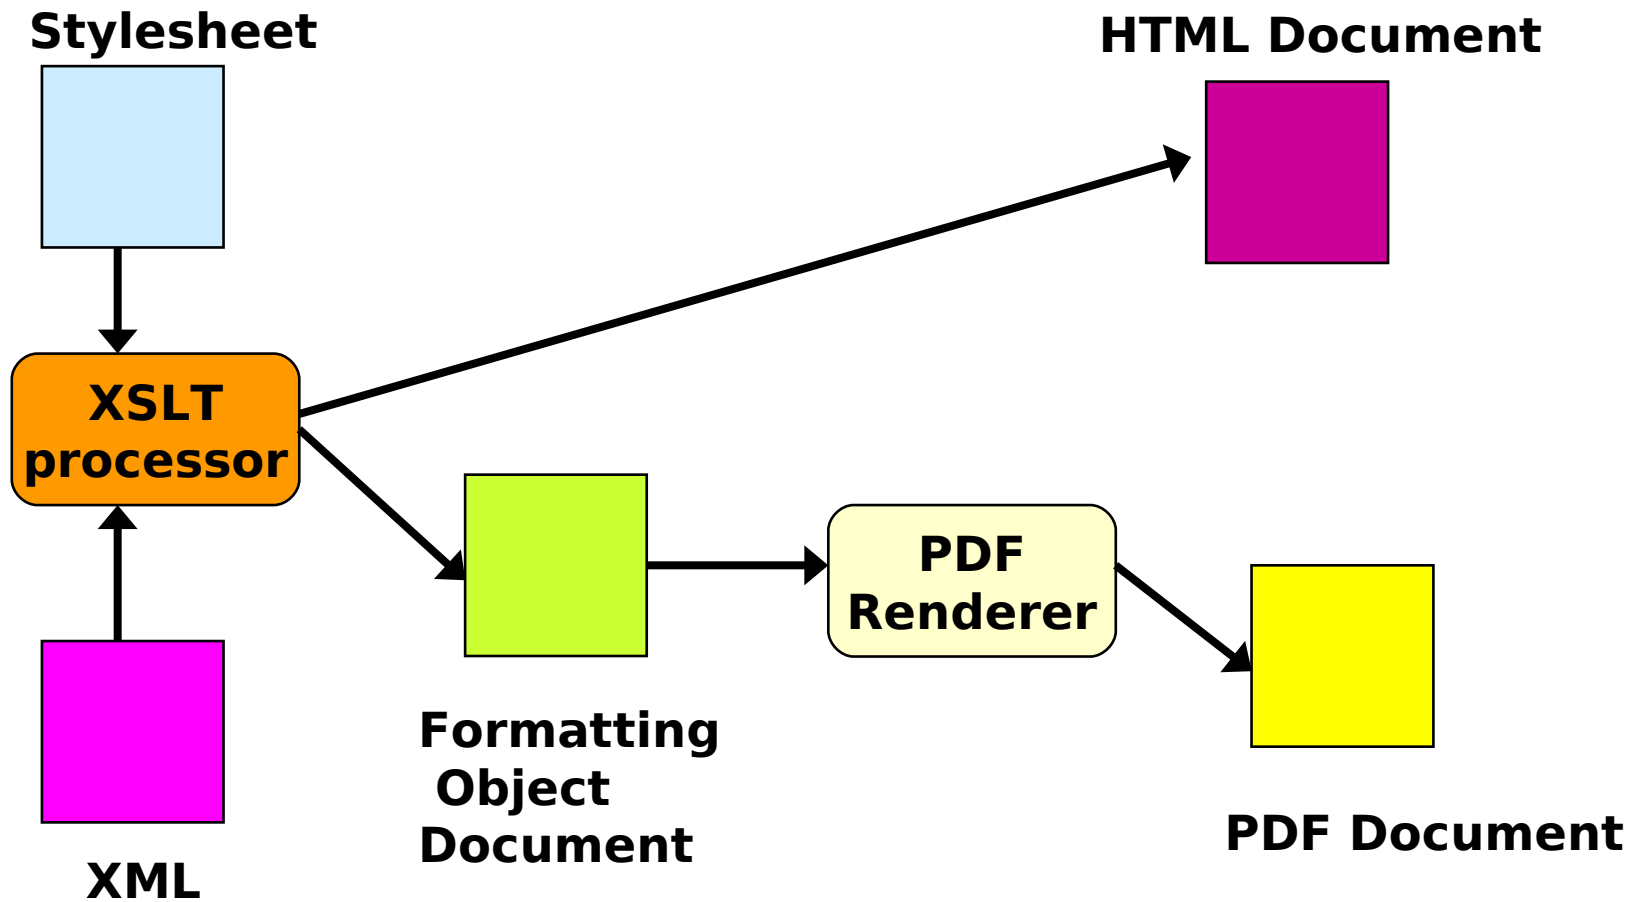 Stylesheet
HTML Document
XSLT
processor
PDF
Renderer
Formatting
Object
Document
PDF Document
XML